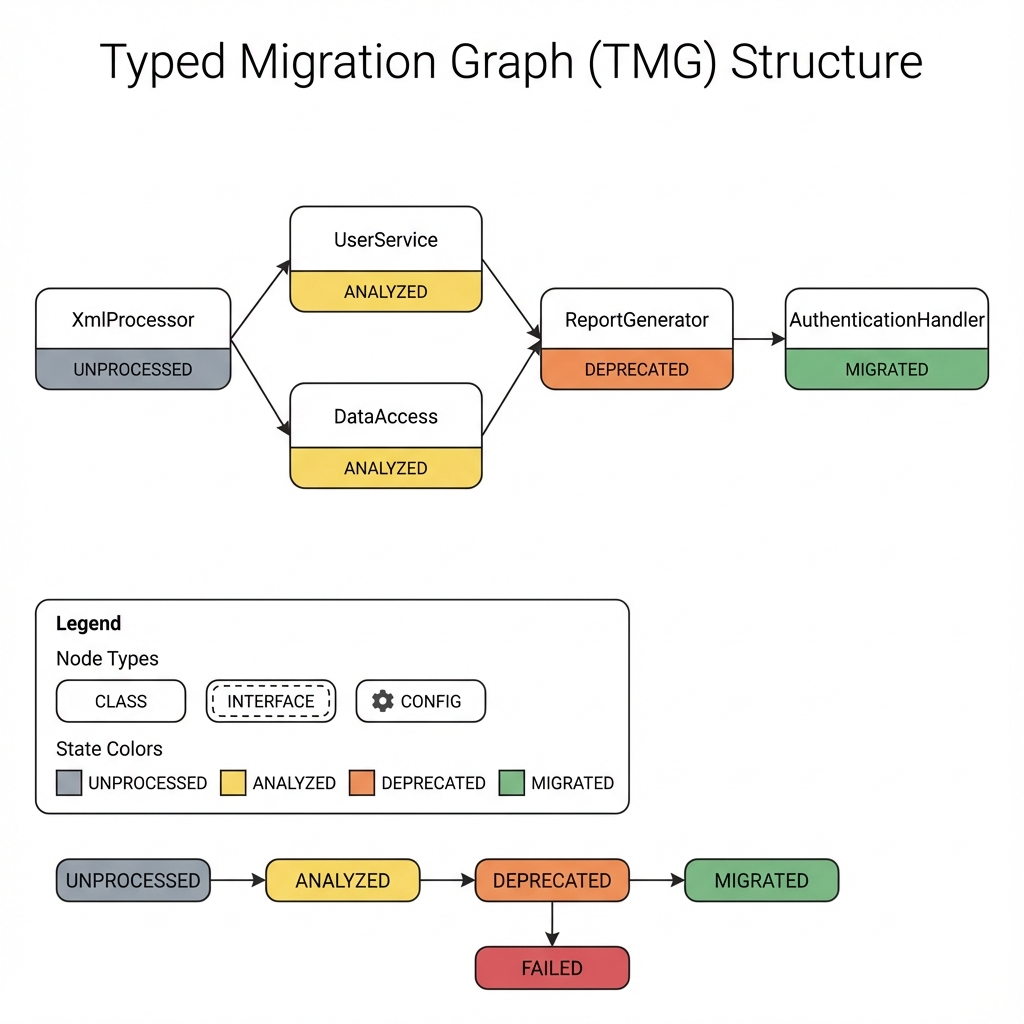 Typed Migration Graph (TMG) Structure
UserService
ANALYZED
XmlProcessor
UNPROCESSED
ReportGenerator
DEPRECATED
AuthenticationHandler
MIGRATED
DataAccess
ANALYZED
Legend
Node Types
CLASS
INTERFACE
CONFIG
State Colors
UNPROCESSED ANALYZED DEPRECATED MIGRATED
UNPROCESSED
ANALYZED
DEPRECATED
MIGRATED
FAILED